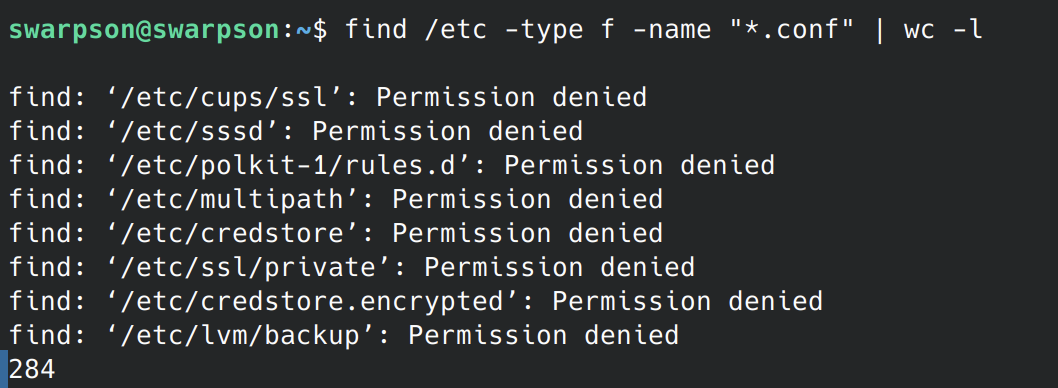 swarpson@swarpson:~$ find /etc -type f -name "*.conf" | wc -l
find: ‘/etc/cups/ssl’: Permission denied
find: ‘/etc/sssd’: Permission denied
find: ‘/etc/polkit-1/rules.d’: Permission denied
find: ‘/etc/multipath’: Permission denied
find: ‘/etc/credstore’: Permission denied
find: ‘/etc/ssl/private’: Permission denied
find: ‘/etc/credstore.encrypted’: Permission denied
find: ‘/etc/lvm/backup’: Permission denied
284